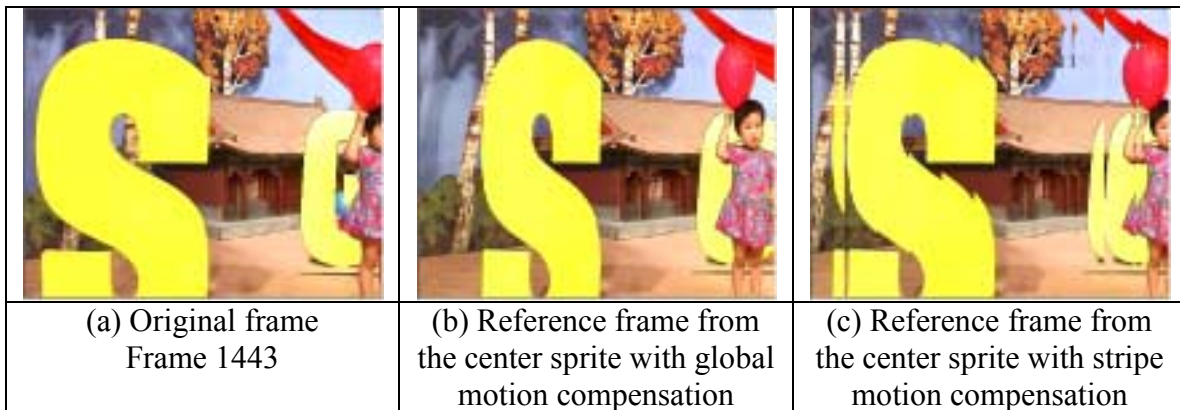 (a) Original frame
Frame 1443
(b) Reference frame from
the center sprite with global
motion compensation
(c) Reference frame from
the center sprite with stripe
motion compensation